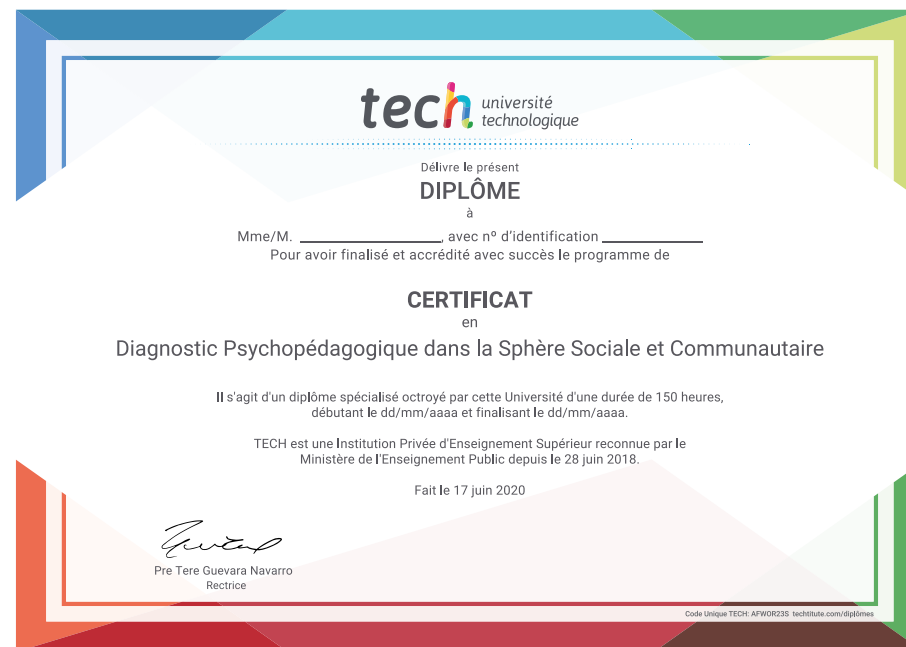 tech université
technologique
Délivre le présent
DIPLÔME
à
Mme/M. ____________________, avec nº d'identification ______________
Pour avoir finalisé et accrédité avec succès le programme de
CERTIFICAT
en
Diagnostic Psychopédagogique dans la Sphère Sociale et Communautaire
Il s'agit d'un diplôme spécialisé octroyé par cette Université d'une durée de 150 heures,
débutant le dd/mm/aaaa et finalisant le dd/mm/aaaa.
TECH est une Institution Privée d'Enseignement Supérieur reconnue par le
Ministère de l'Enseignement Public depuis le 28 juin 2018.
Fait le 17 juin 2020
Pre Tere Guevara Navarro
Rectrice
Code Unique TECH: AFWOR23S techtitute.com/diplômes